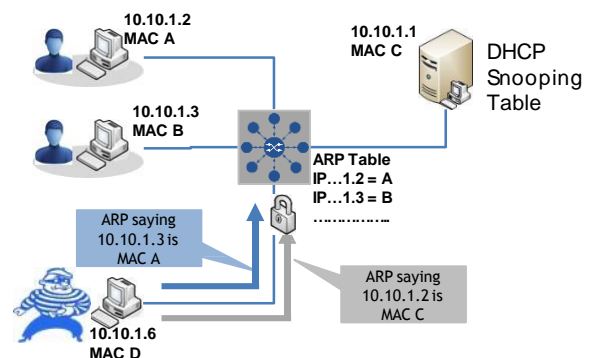 10.10.1.2
MAC A
10.10.1.1
MAC C
DHCP
Snooping
Table
10.10.1.3
MAC B
ARP Table
IP...1.2 = A
IP...1.3 = B
……………..
ARP saying
10.10.1.3 is
MAC A
ARP saying
10.10.1.2 is
MAC C
10.10.1.6
MAC D